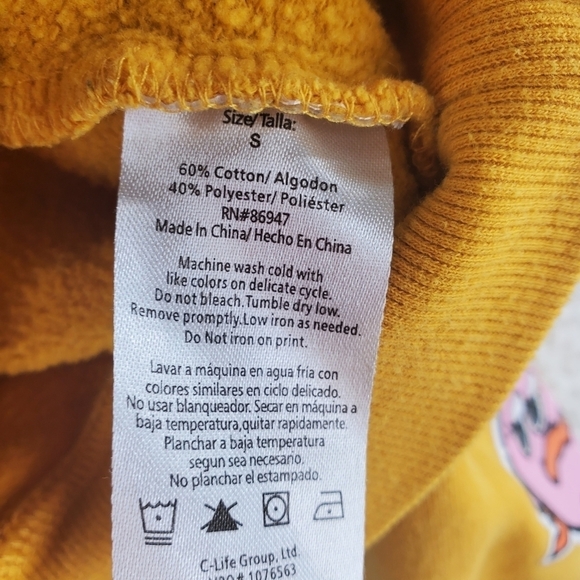 Size/Talla:
S
60% Cotton/ Algodon
40% Polyester/ Poliéster
RN#86947
Made In China/ Hecho En China
Machine wash cold with
like colors on delicate cycle.
Do not bleach.Tumble dry low.
Remove promptly.Low iron as needed.
Do Not iron on print.
Lavar a máquina en agua fría con
colores similares en ciclo delicado.
No usar blanqueador. Secar en máquina a
baja temperatura,quitar rapidamente.
Planchar a baja temperatura
segun sea necesario.
No planchar el estampado.
C-Life Group, Ltd.
# 1076563